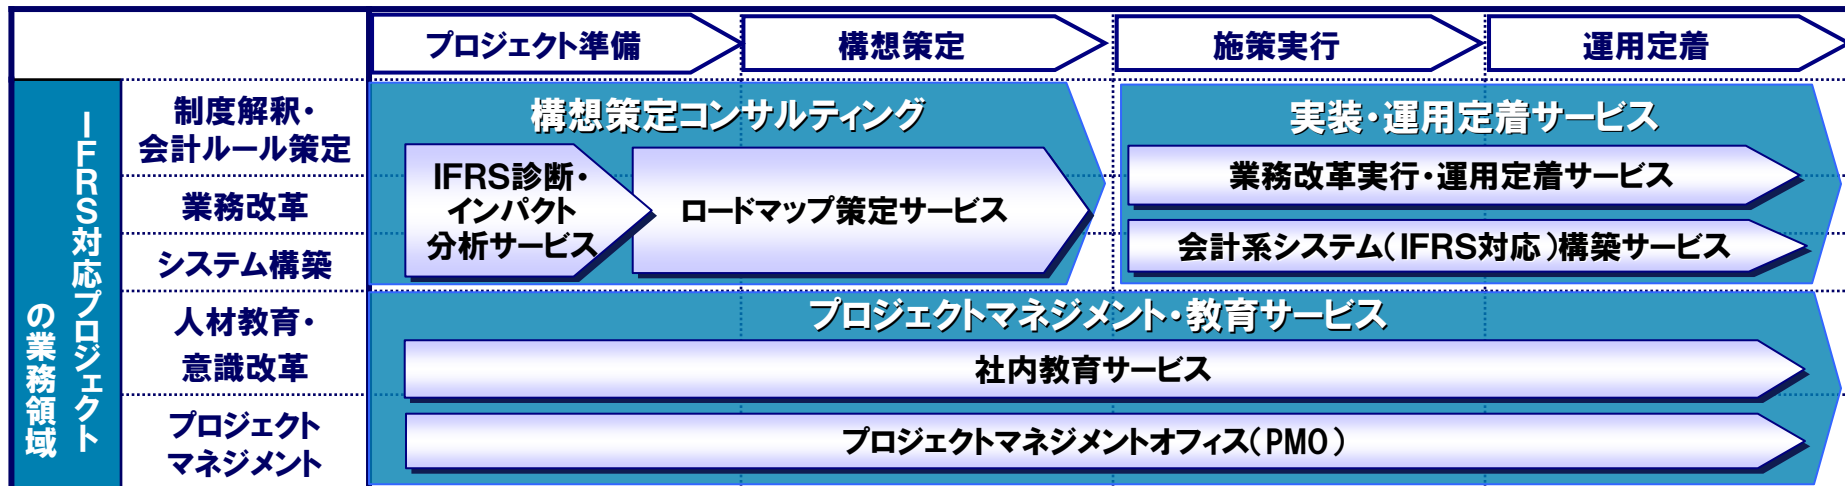 プロジェクト準備
構想策定
施策実行
運用定着
IFRS対応プロジェクト
の業務領域
制度解釈・
会計ルール策定
業務改革
システム構築
人材教育・
意識改革
プロジェクト
マネジメント
構想策定コンサルティング
IFRS診断・
インパクト
分析サービス
ロードマップ策定サービス
実装・運用定着サービス
業務改革実行・運用定着サービス
会計系システム(IFRS対応)構築サービス
プロジェクトマネジメント・教育サービス
社内教育サービス
プロジェクトマネジメントオフィス(PMO)